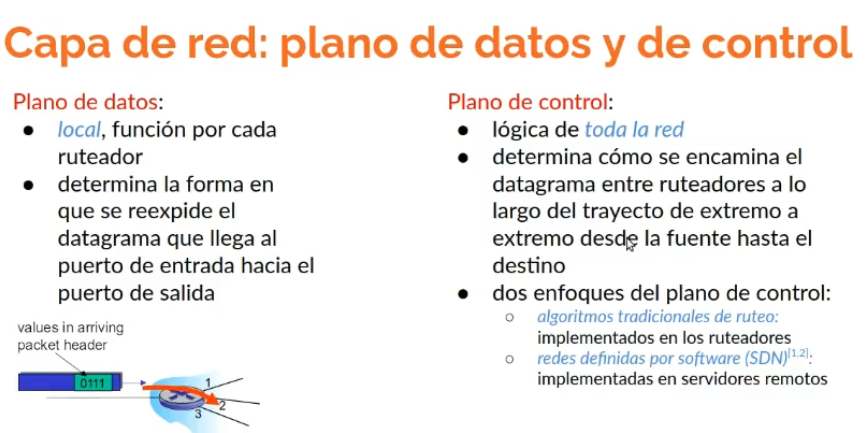 Capa de red: plano de datos y de control
Plano de datos:
● local, función por cada
ruteador
● determina la forma en
que se reexpide el
datagrama que llega al
puerto de entrada hacia el
puerto de salida
values in arriving
packet header
0111
1
2
3
Plano de control:
● lógica de toda la red
● determina cómo se encamina el
datagrama entre ruteadores a lo
largo del trayecto de extremo a
extremo desde la fuente hasta el
destino
● dos enfoques del plano de control:
○ algoritmos tradicionales de ruteo:
implementados en los ruteadores
○ redes definidas por software (SDN)[1,2]:
implementadas en servidores remotos